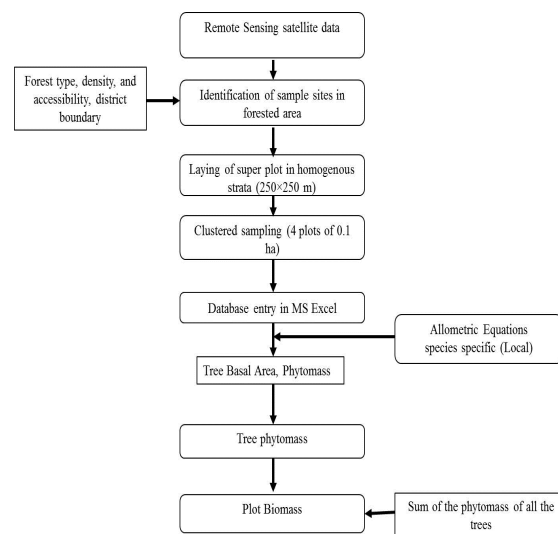 Remote Sensing satellite data
Forest type, density, and
accessibility, district
boundary
Identification of sample sites in
forested area
Laying of super plot in homogenous
strata (250×250 m)
Clustered sampling (4 plots of 0.1
ha)
Database entry in MS Excel
Allometric Equations
species specific (Local)
Tree Basal Area, Phytomass
Tree phytomass
Plot Biomass
Sum of the phytomass of all the
trees